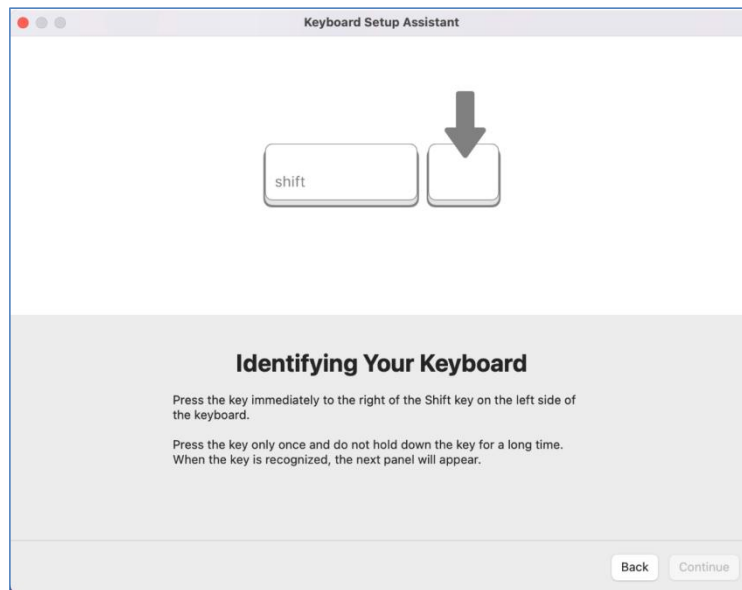 Keyboard Setup Assistant
shift
Identifying Your Keyboard
Press the key immediately to the right of the Shift key on the left side of
the keyboard.
Press the key only once and do not hold down the key for a long time.
When the key is recognized, the next panel will appear.
Back Continue